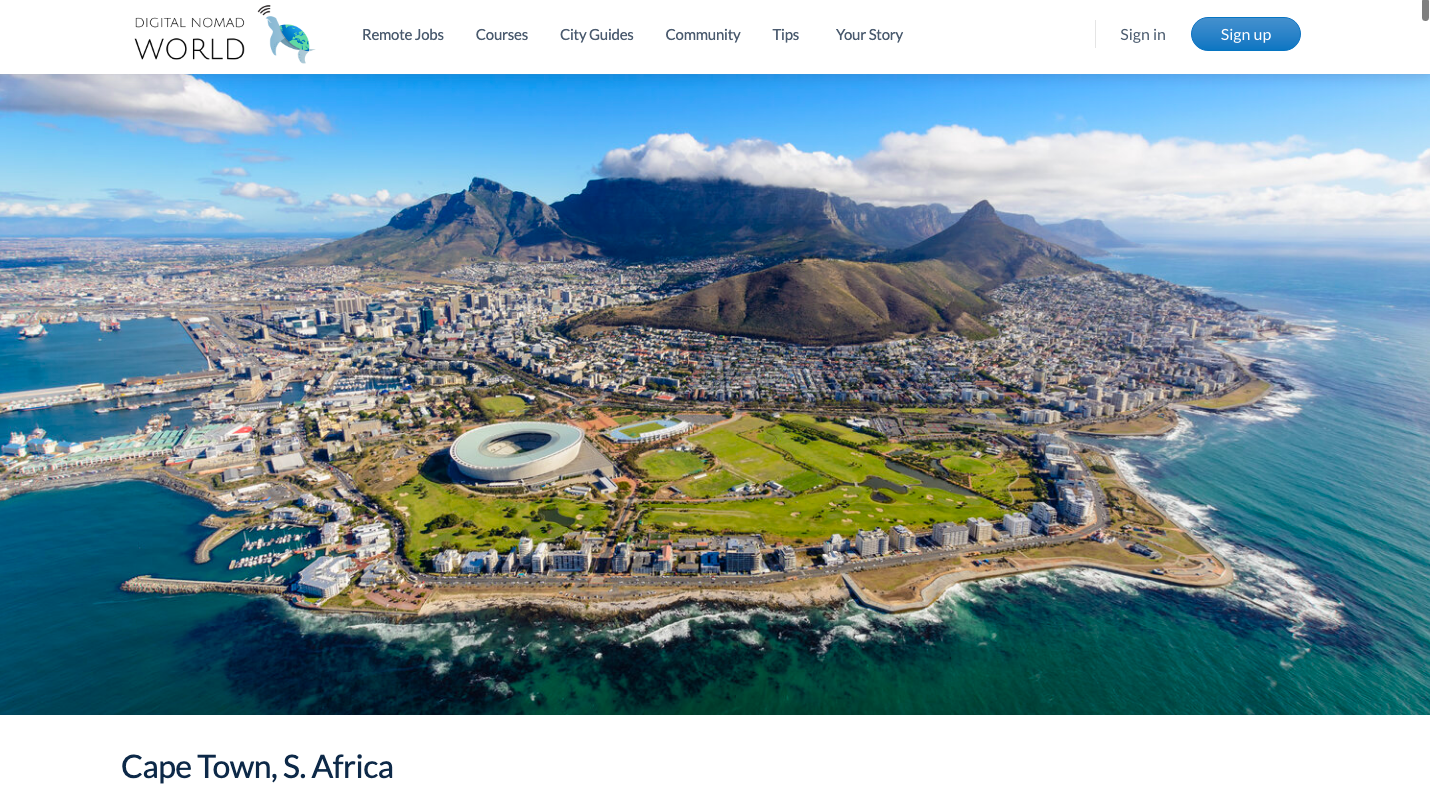 DIGITAL NOMAD
WORLD
Remote Jobs
Courses
City Guides
Community
Tips
Your Story
Sign in
Sign up
Cape Town, S. Africa